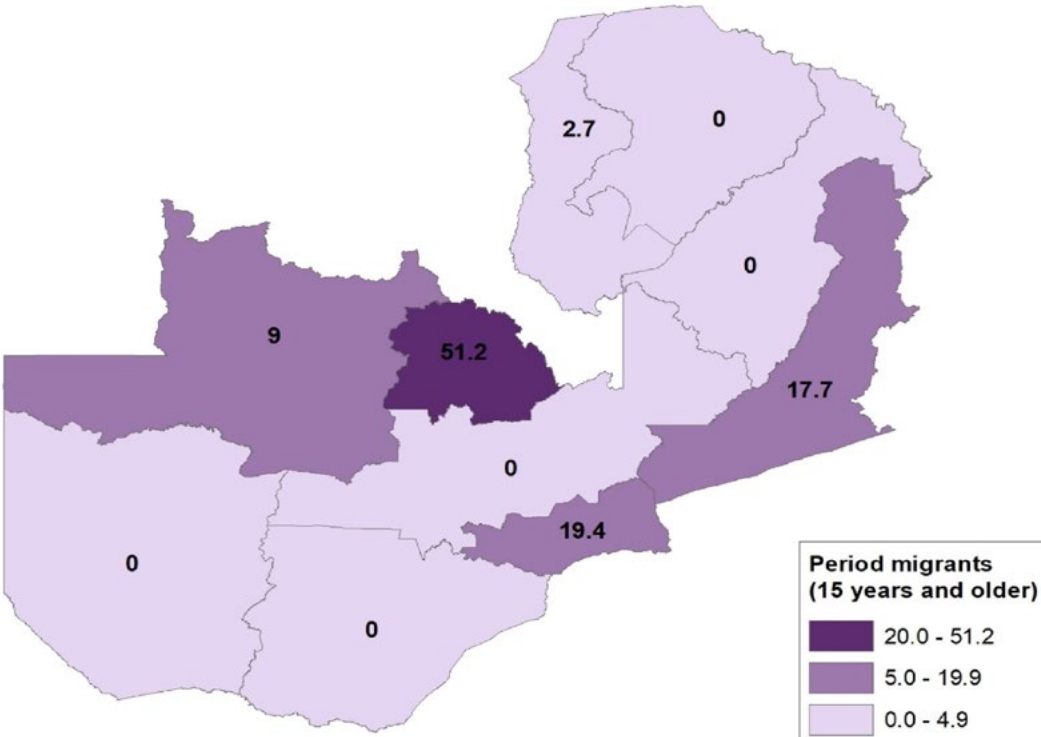 2.7
0
0
9
51.2
17.7
0
19.4
0
0
Period migrants
(15 years and older)
20.0 - 51.2
5.0 - 19.9
0.0 - 4.9